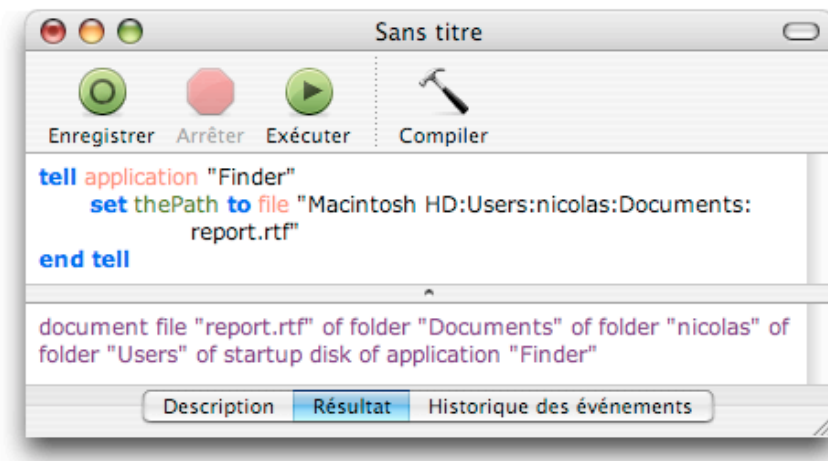 Sans titre
Enregistrer Arrêter Exécuter Compiler
tell application "Finder"
set thePath to file "Macintosh HD:Users:nicolas:Documents:
report.rtf"
end tell
document file "report.rtf" of folder "Documents" of folder "nicolas" of
folder "Users" of startup disk of application "Finder"
Description Résultat Historique des événements